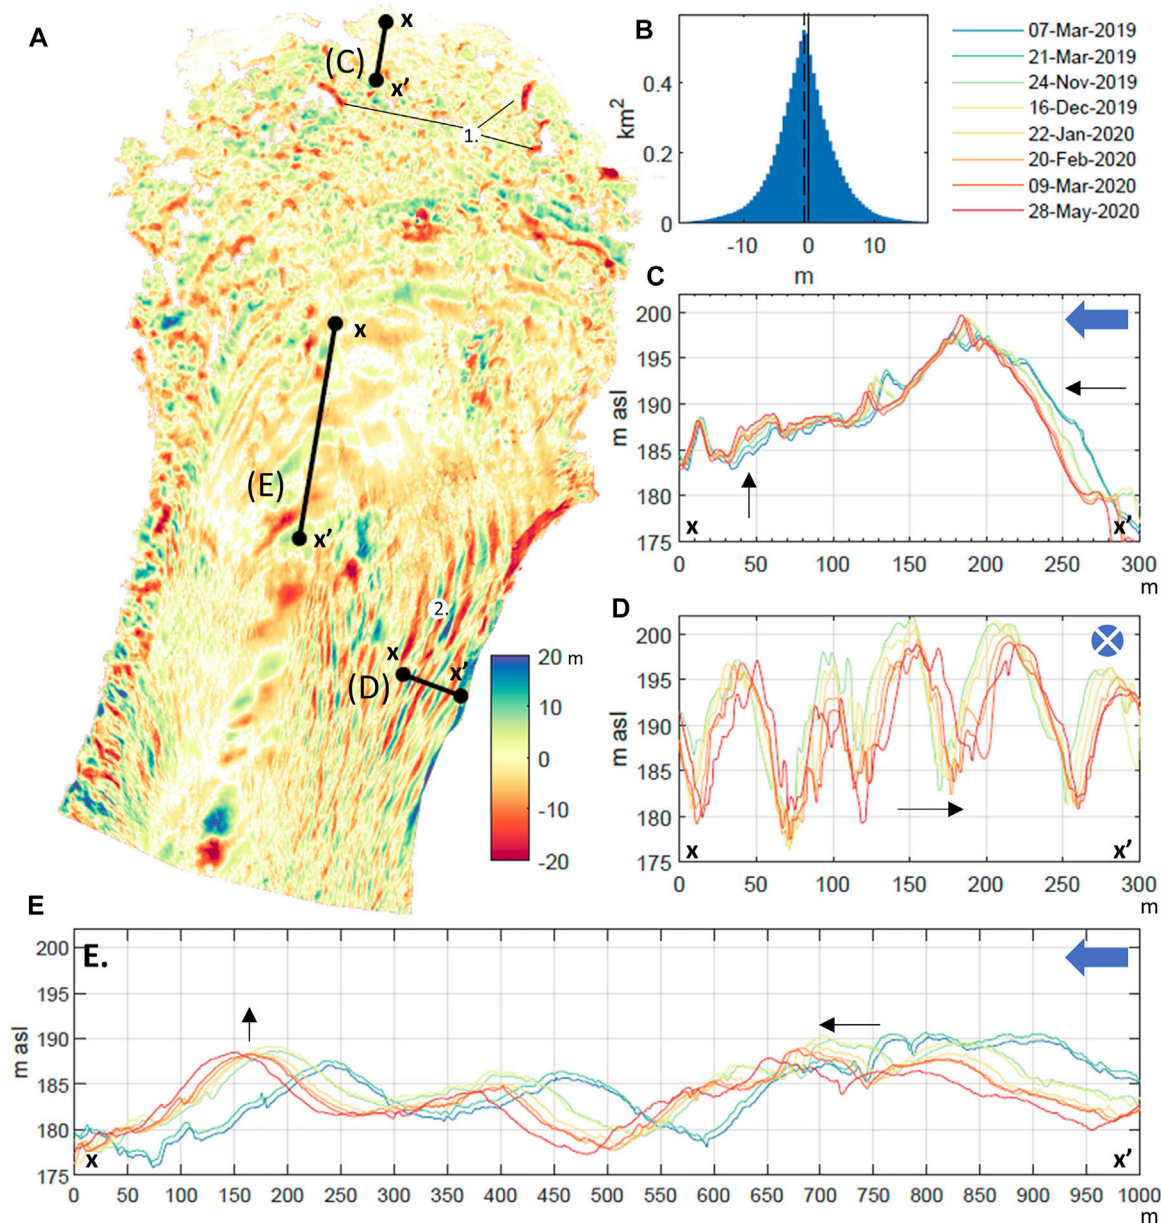 A
x
(C)
x'
1.
x
(E)
x'
2.
x
x'
(D)
20 m
10
0
-10
-20
B
km2
0.4
0.2
0
-10 0 10
m
07-Mar-2019
21-Mar-2019
24-Nov-2019
16-Dec-2019
22-Jan-2020
20-Feb-2020
09-Mar-2020
28-May-2020
C
m asl
200
195
190
185
180
175
x x'
0 50 100 150 200 250 300
m
D
m asl
200
195
190
185
180
175
x x'
0 50 100 150 200 250 300
m
E
E.
m asl
200
195
190
185
180
175
x x'
0 50 100 150 200 250 300 350 400 450 500 550 600 650 700 750 800 850 900 950 1000
m